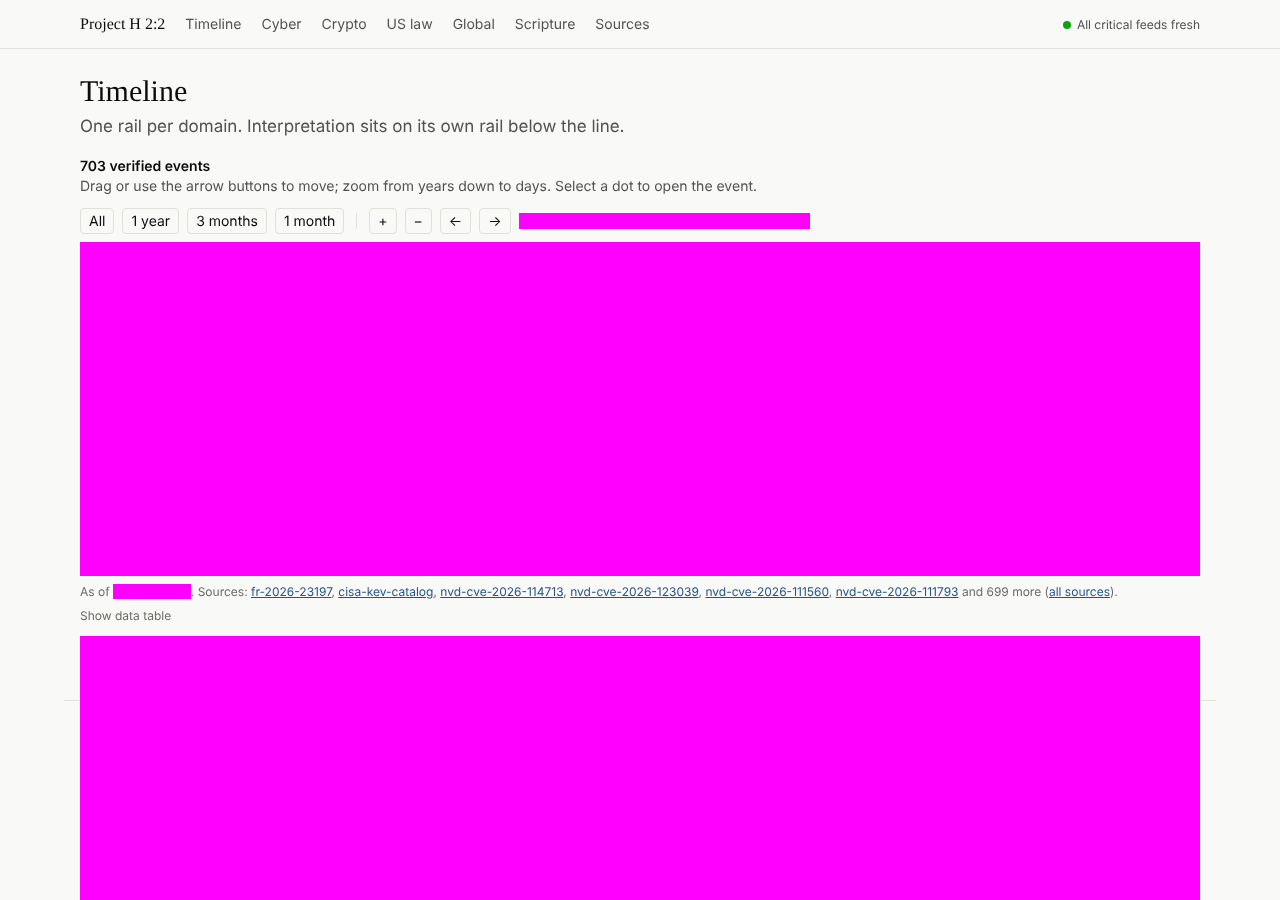 Project H 2:2 Timeline Cyber Crypto US law Global Scripture Sources All critical feeds fresh
Timeline
One rail per domain. Interpretation sits on its own rail below the line.
703 verified events
Drag or use the arrow buttons to move; zoom from years down to days. Select a dot to open the event.
All 1 year 3 months 1 month + − ← →
As of . Sources: fr-2026-23197, cisa-kev-catalog, nvd-cve-2026-114713, nvd-cve-2026-123039, nvd-cve-2026-111560, nvd-cve-2026-111793 and 699 more (all sources).
Show data table